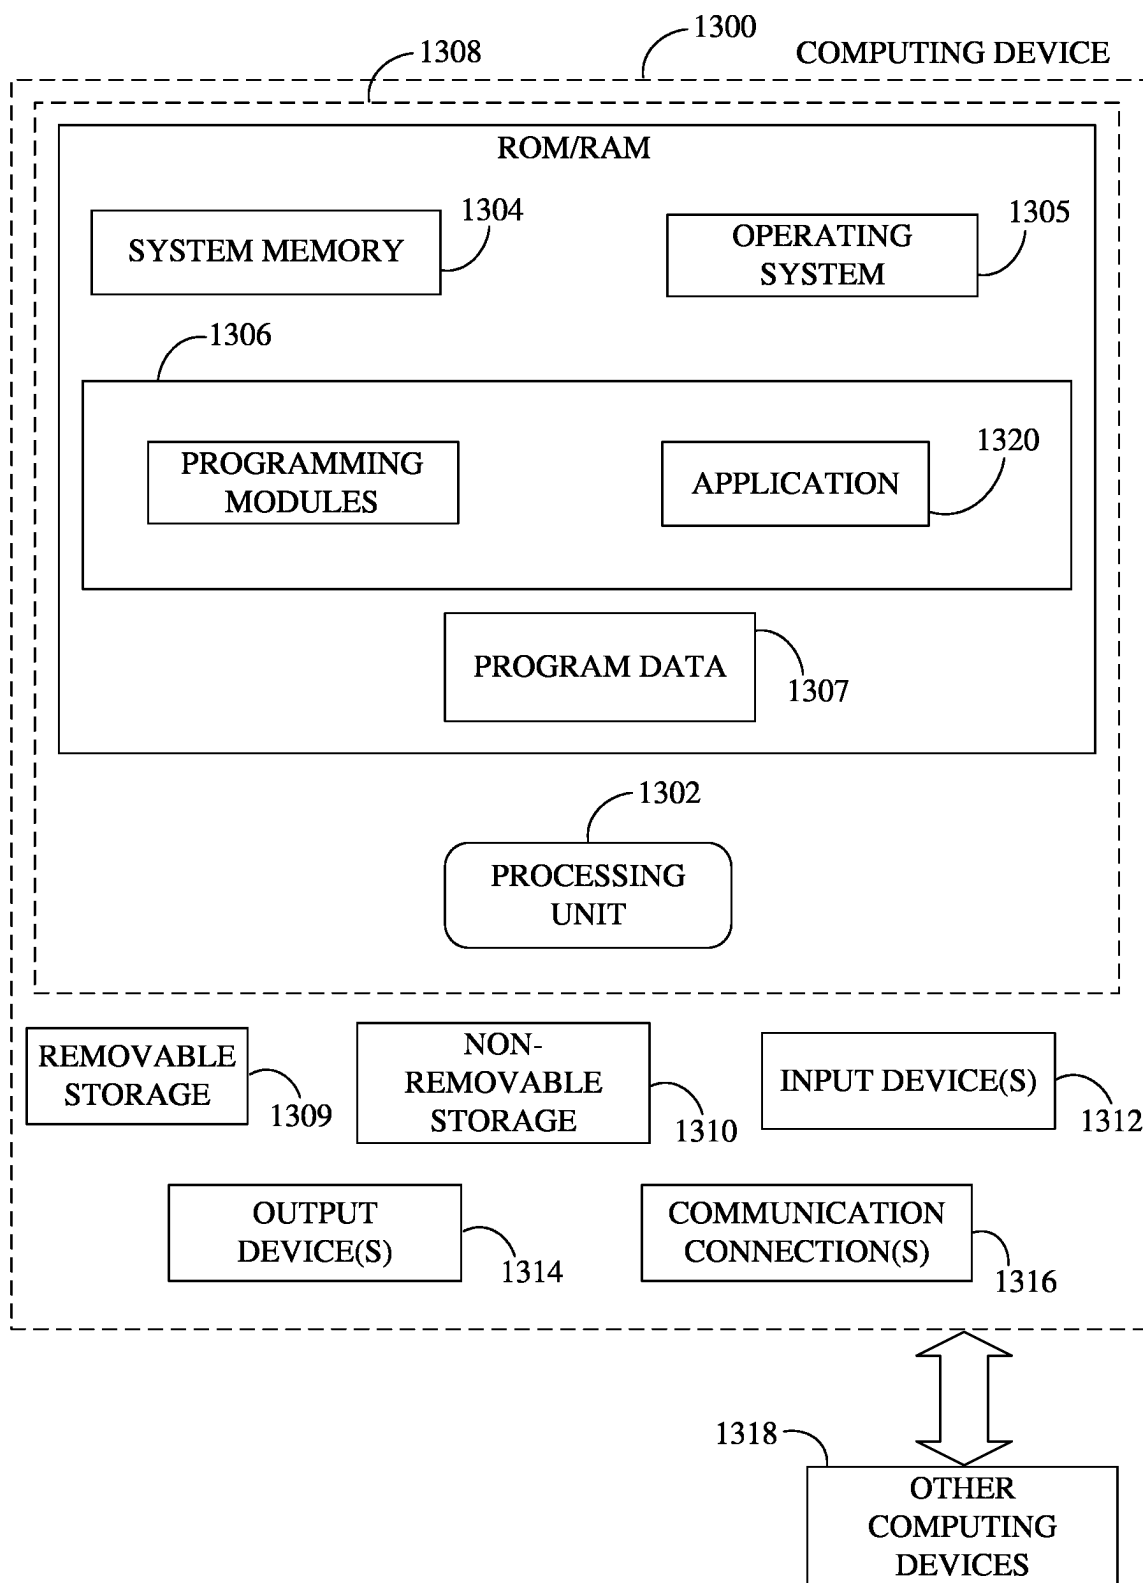 1300
COMPUTING DEVICE
1308
ROM/RAM
SYSTEM MEMORY
1304
OPERATING
SYSTEM
1305
1306
PROGRAMMING
MODULES
APPLICATION
1320
PROGRAM DATA
1307
1302
PROCESSING
UNIT
REMOVABLE
STORAGE
1309
NON-
REMOVABLE
STORAGE
1310
INPUT DEVICE(S)
1312
OUTPUT
DEVICE(S)
1314
COMMUNICATION
CONNECTION(S)
1316
1318
OTHER
COMPUTING
DEVICES